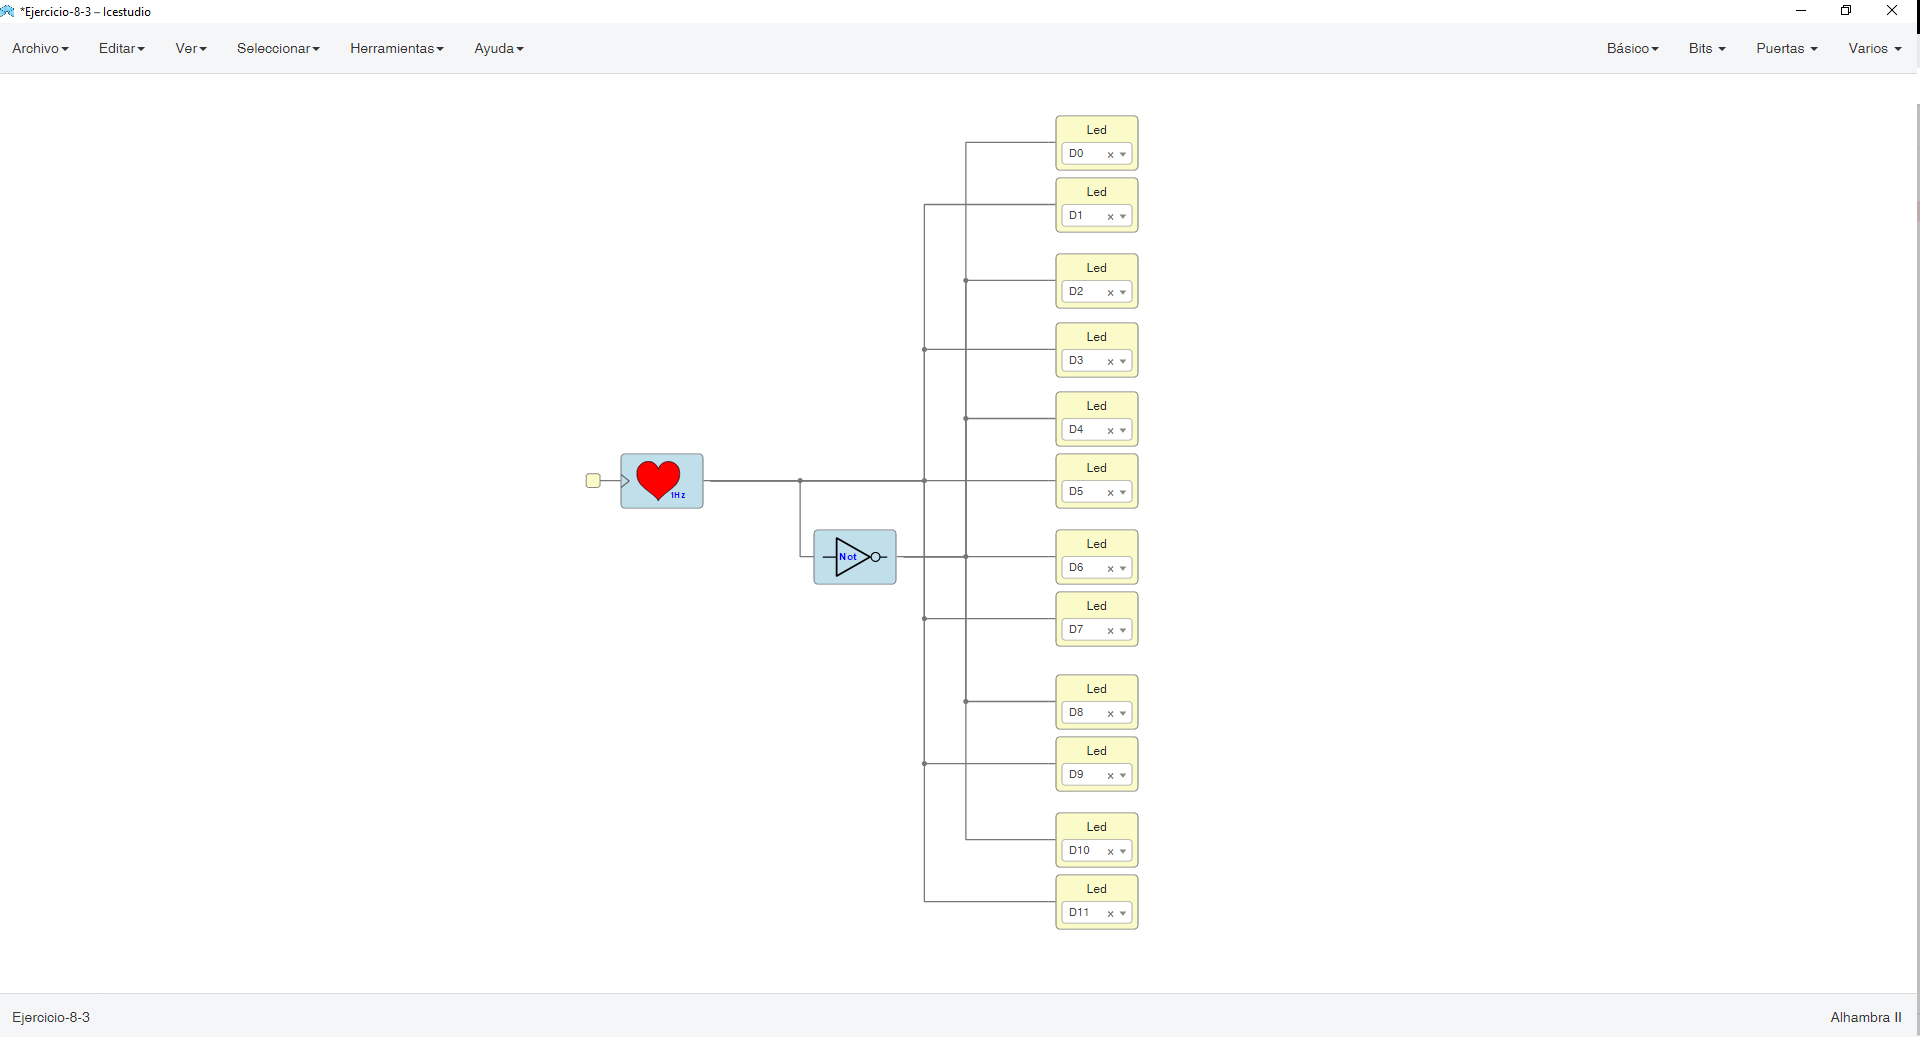 *Ejercicio-8-3 – Icestudio
Archivo Editar Ver Seleccionar Herramientas Ayuda Básico Bits Puertas Varios
Led
D0 x
Led
D1 x
Led
D2 x
Led
D3 x
Led
D4 x
Led
D5 x
1Hz
Led
D6 x
Not
Led
D7 x
Led
D8 x
Led
D9 x
Led
D10 x
Led
D11 x
Ejercicio-8-3 Alhambra II